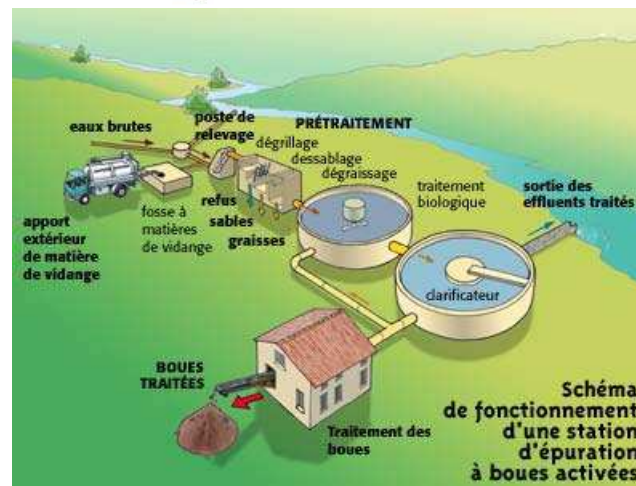 eaux brutes
poste de
relevage
PRÉTRAITEMENT
dégrillage
dessablage
dégraissage
apport
extérieur
de matière
de vidange
fosse à
matières
de vidange
refus
sables
graisses
traitement
biologique
sortie des
effluents traités
clarificateur
BOUES
TRAITÉES
Traitement des
boues
Schéma
de fonctionnement
d'une station
d'épuration
à boues activées